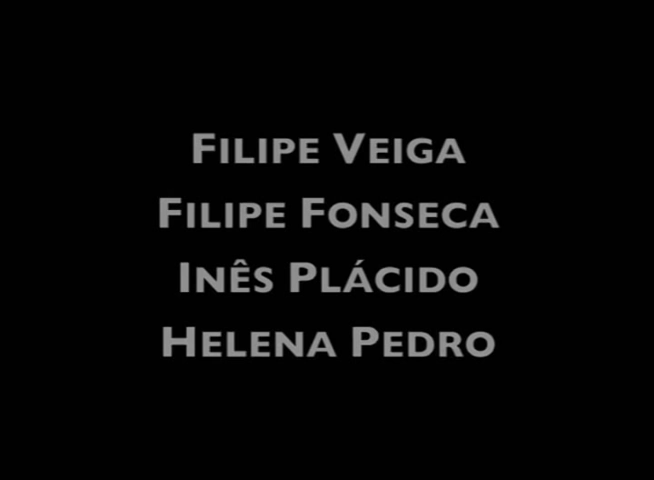 Filipe Veiga
Filipe Fonseca
Inês Plácido
Helena Pedro